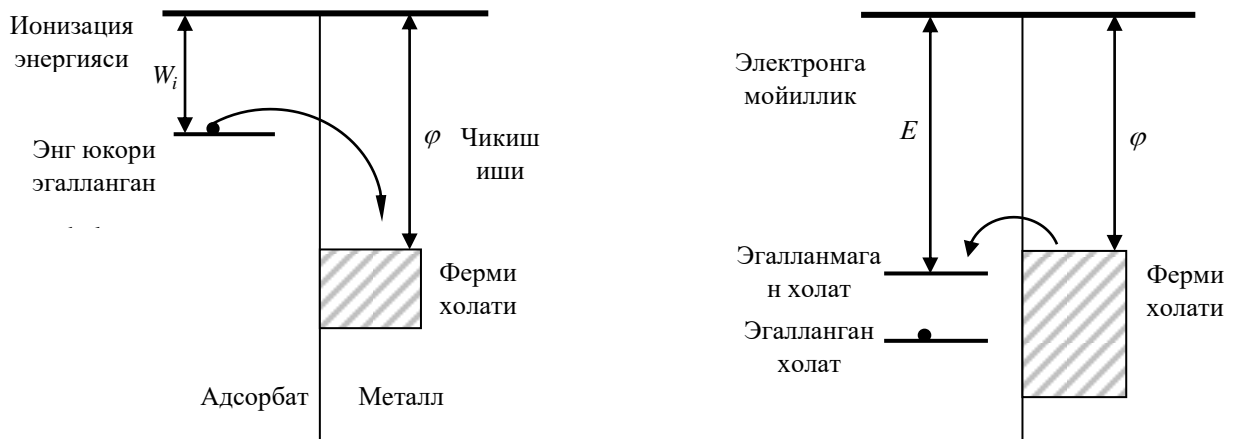 Ионизация
энергияси
W_i
Энг юкори
эгалланган
φ
Чикиш
иши
Ферми
холати
Адсорбат
Металл
Электронга
мойиллик
E
φ
Эгалланмага
н холат
Эгалланган
холат
Ферми
холати